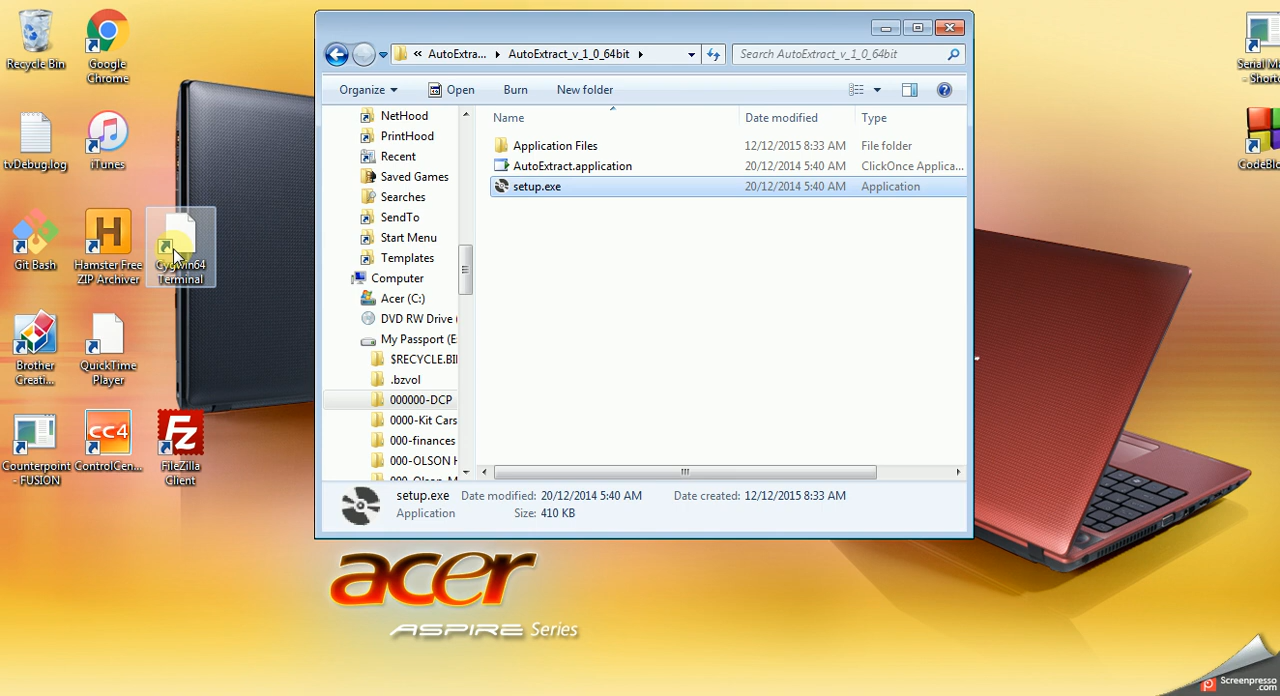 Recycle Bin
Google
Chrome
tvDebug.log
iTunes
Git Bash
Hamster Free
ZIP Archiver
Cygwin64
Terminal
Brother
Creati...
QuickTime
Player
Counterpoint
- FUSION
ControlCen...
FileZilla
Client
CC4
« AutoExtra... AutoExtract_v_1_0_64bit
Search AutoExtract_v_1_0_64bit
Organize
Open
Burn
New folder
NetHood
PrintHood
Recent
Saved Games
Searches
SendTo
Start Menu
Templates
Computer
Acer (C:)
DVD RW Drive (
My Passport (E
$RECYCLE.BI
.bzvol
000000-DCP
0000-Kit Cars
000-finances
000-OLSON H
Name Date modified Type
Application Files 12/12/2015 8:33 AM File folder
AutoExtract.application 20/12/2014 5:40 AM ClickOnce Applica...
setup.exe 20/12/2014 5:40 AM Application
setup.exe Date modified: 20/12/2014 5:40 AM Date created: 12/12/2015 8:33 AM
Application Size: 410 KB
acer
ASPIRE Series
Serial Ma
- Short
CodeBlo
Screenpresso
.com